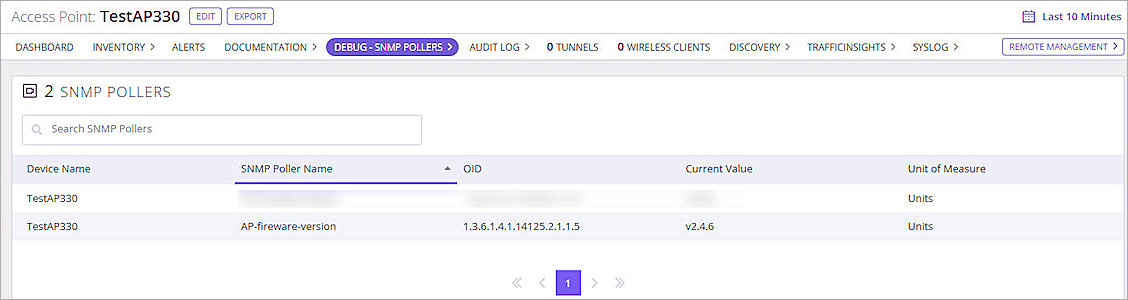 Access Point: TestAP330 EDIT EXPORT Last 10 Minutes
DASHBOARD INVENTORY ALERTS DOCUMENTATION DEBUG - SNMP POLLERS AUDIT LOG 0 TUNNELS 0 WIRELESS CLIENTS DISCOVERY TRAFFICINSIGHTS SYSLOG REMOTE MANAGEMENT
2 SNMP POLLERS
Search SNMP Pollers
Device Name SNMP Poller Name OID Current Value Unit of Measure
TestAP330 Units
TestAP330 AP-fireware-version 1.3.6.1.4.1.14125.2.1.1.5 v2.4.6 Units
1